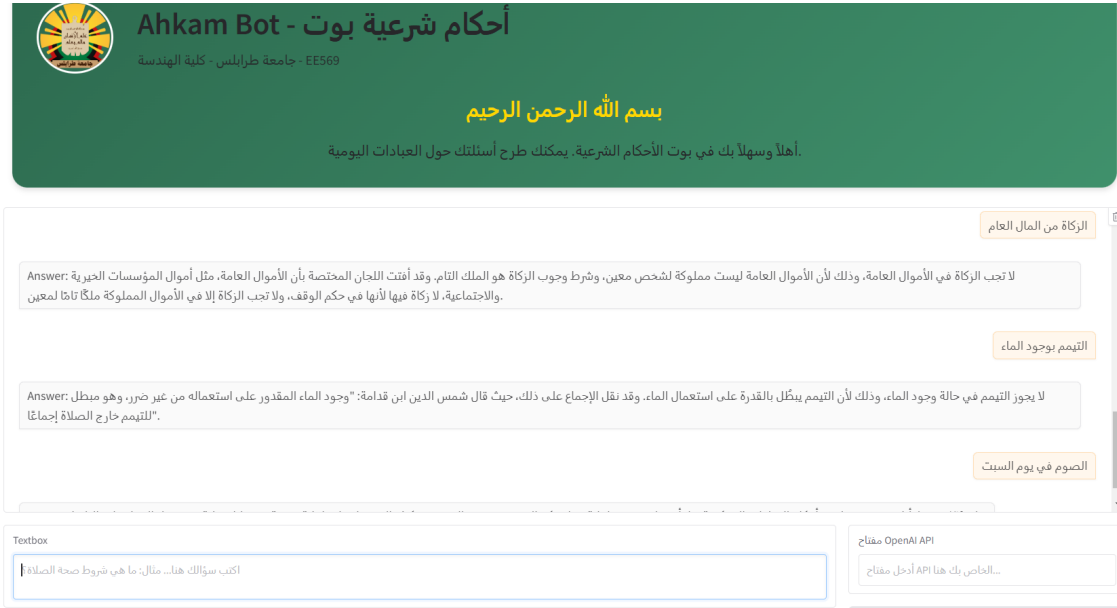 أحكام شرعية بوت - Ahkam Bot
EE569 - جامعة طرابلس - كلية الهندسة
بسم الله الرحمن الرحيم
أهلاً وسهلاً بك في بوت الأحكام الشرعية. يمكنك طرح أسئلتك حول العبادات اليومية.
الزكاة من المال العام
Answer: لا تجب الزكاة في الأموال العامة، وذلك لأن الأموال العامة ليست مملوكة لشخص معين، وشرط وجوب الزكاة هو الملك التام. وقد أفتت اللجان المختصة بأن الأموال العامة، مثل أموال المؤسسات الخيرية
والاجتماعية، لا زكاة فيها لأنها في حكم الوقف، ولا تجب الزكاة إلا في الأموال المملوكة ملكًا تامًا لمعين.
التيمم بوجود الماء
Answer: لا يجوز التيمم في حالة وجود الماء، وذلك لأن التيمم يبطُل بالقدرة على استعمال الماء. وقد نقل الإجماع على ذلك، حيث قال شمس الدين ابن قدامة: "وجود الماء المقدور على استعماله من غير ضرر، وهو مبطل
للتيمم خارج الصلاة إجماعًا".
الصوم في يوم السبت
Textbox
اكتب سؤالك هنا... مثال: ما هي شروط صحة الصلاة؟
مفتاح OpenAI API
أدخل مفتاح API الخاص بك هنا...